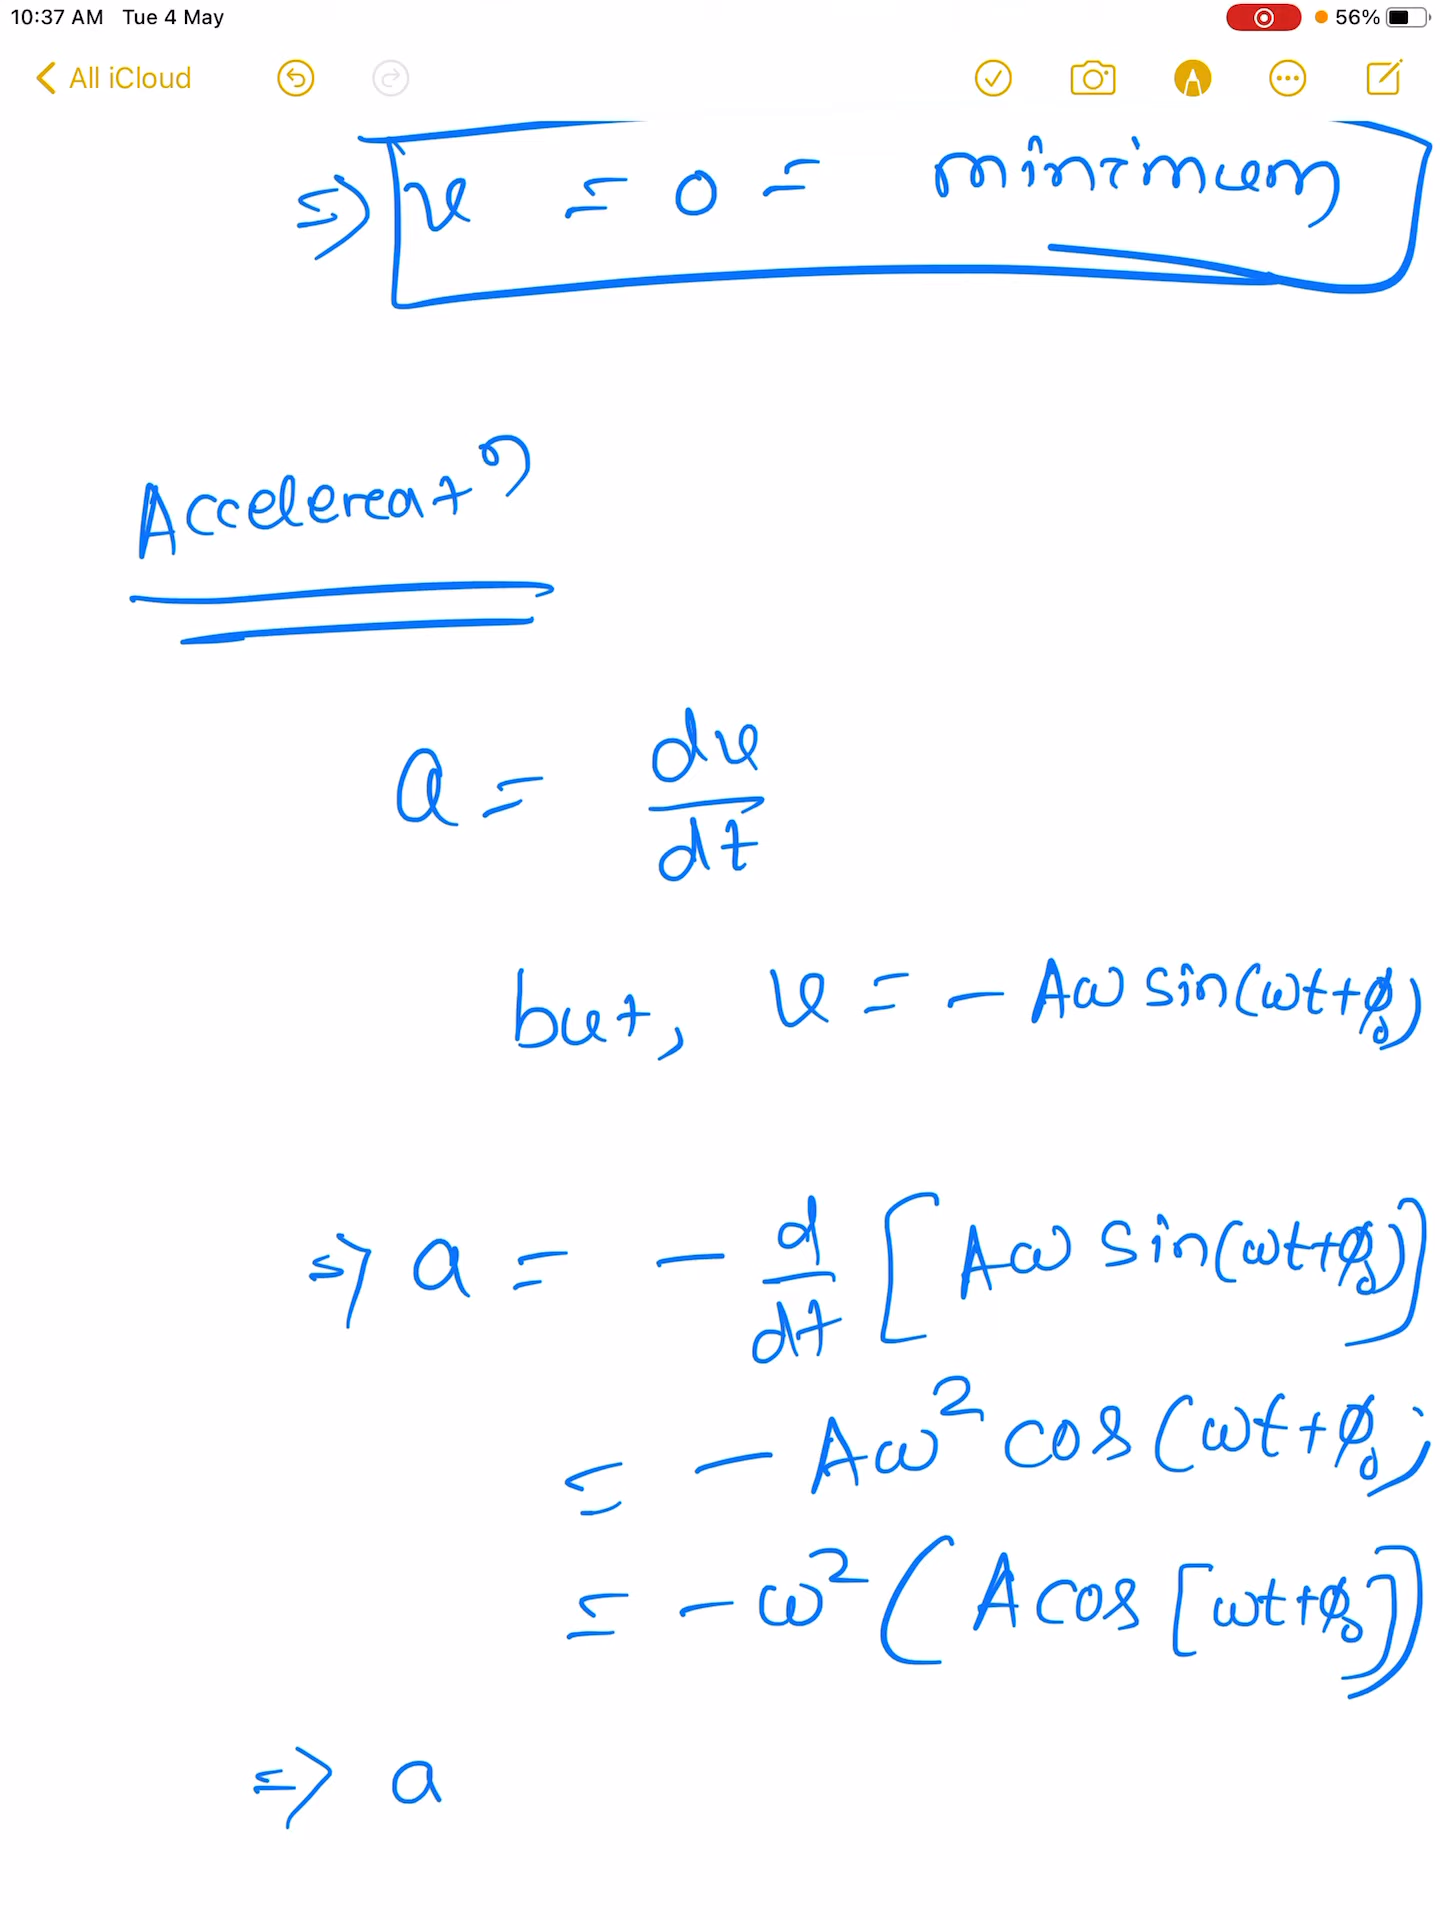 10:37 AM Tue 4 May 56%
All iCloud
⇒ v = 0 = minimum
Accelerat^n
a = dv/dt
but, v = - Aω sin(ωt+ϕ₀)
⇒ a = - d/dt [Aω sin(ωt+ϕ₀)]
= - Aω² cos(ωt+ϕ₀)
= - ω² (A cos [ωt+ϕ₀])
⇒ a